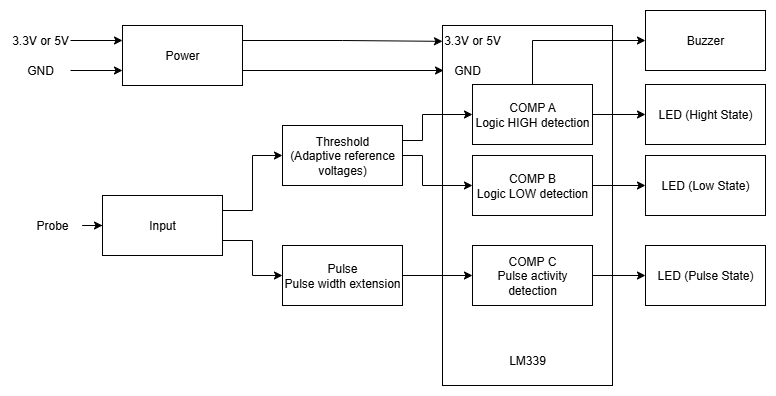 3.3V or 5V
GND
Power
3.3V or 5V
GND
Buzzer
COMP A
Logic HIGH detection
LED (Hight State)
Threshold
(Adaptive reference
voltages)
COMP B
Logic LOW detection
LED (Low State)
Probe
Input
Pulse
Pulse width extension
COMP C
Pulse activity
detection
LED (Pulse State)
LM339